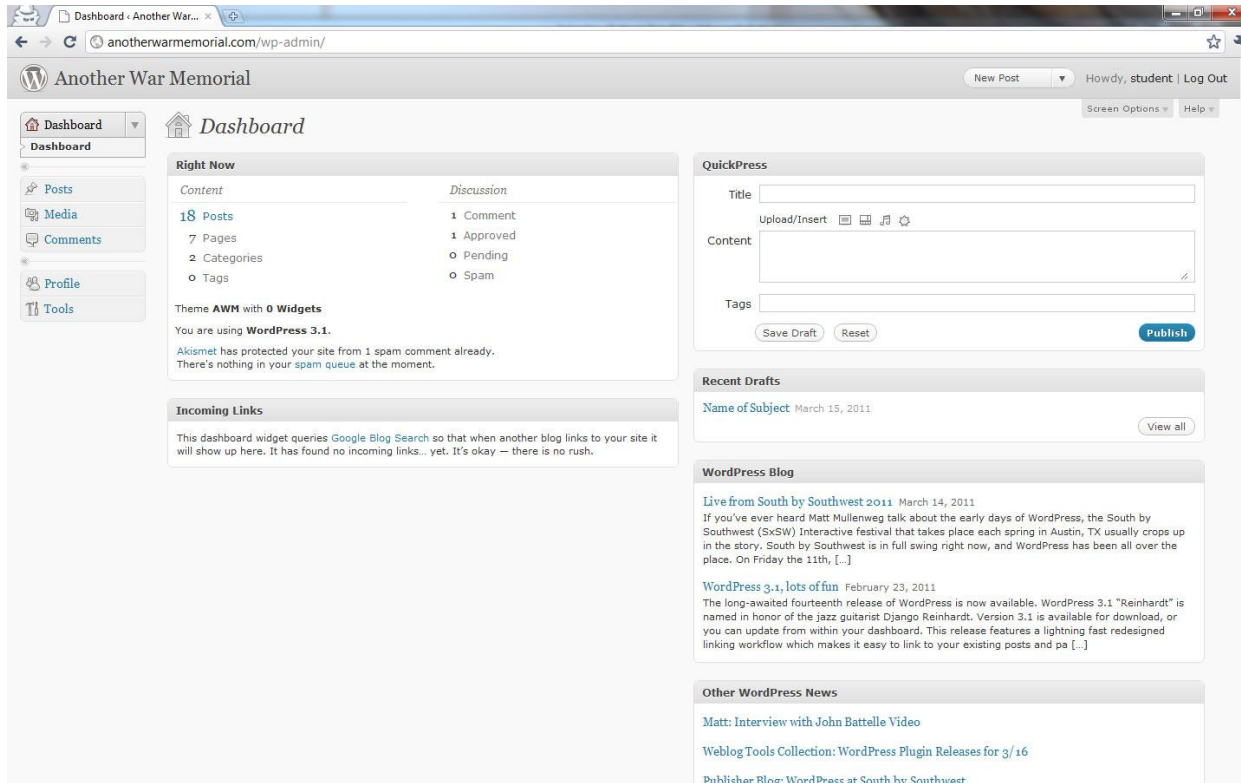 Dashboard ‹ Another War...
anotherwarmemorial.com/wp-admin/
Another War Memorial
New Post
Howdy, student | Log Out
Screen Options
Help
Dashboard
Dashboard
Posts
Media
Comments
Profile
Tools
Dashboard
Right Now
Content
Discussion
18 Posts
1 Comment
7 Pages
1 Approved
2 Categories
0 Pending
0 Tags
0 Spam
Theme AWM with 0 Widgets
You are using WordPress 3.1.
Akismet has protected your site from 1 spam comment already.
There's nothing in your spam queue at the moment.
Incoming Links
This dashboard widget queries Google Blog Search so that when another blog links to your site it
will show up here. It has found no incoming links... yet. It's okay — there is no rush.
QuickPress
Title
Upload/Insert
Content
Tags
Save Draft
Reset
Publish
Recent Drafts
Name of Subject March 15, 2011
View all
WordPress Blog
Live from South by Southwest 2011 March 14, 2011
If you've ever heard Matt Mullenweg talk about the early days of WordPress, the South by
Southwest (SxSW) Interactive festival that takes place each spring in Austin, TX usually crops up
in the story. South by Southwest is in full swing right now, and WordPress has been all over the
place. On Friday the 11th, [...]
WordPress 3.1, lots of fun February 23, 2011
The long-awaited fourteenth release of WordPress is now available. WordPress 3.1 "Reinhardt" is
named in honor of the jazz guitarist Django Reinhardt. Version 3.1 is available for download, or
you can update from within your dashboard. This release features a lightning fast redesigned
linking workflow which makes it easy to link to your existing posts and pa [...]
Other WordPress News
Matt: Interview with John Battelle Video
Weblog Tools Collection: WordPress Plugin Releases for 3/16
Publisher Blog: WordPress at South by Southwest